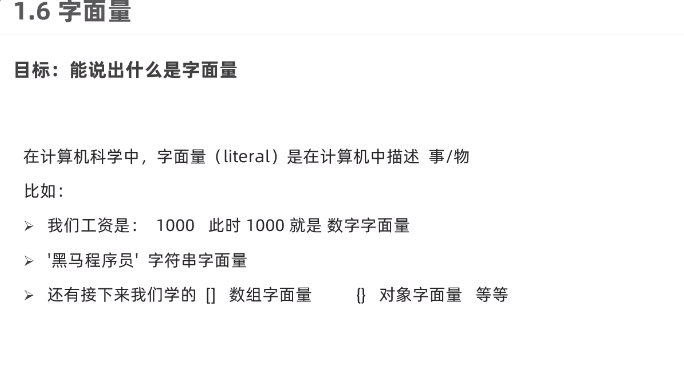 1.6 字面量
目标：能说出什么是字面量
在计算机科学中，字面量（literal）是在计算机中描述 事/物
比如：
➢ 我们工资是： 1000 此时 1000 就是 数字字面量
➢ '黑马程序员' 字符串字面量
➢ 还有接下来我们学的 [] 数组字面量 {} 对象字面量 等等